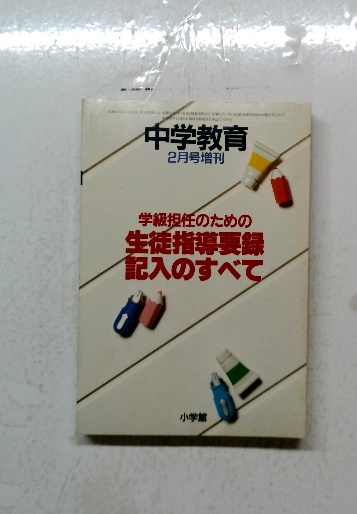 中学教育
2月号増刊
学級担任のための
生徒指導要録
記入のすべて
小学館